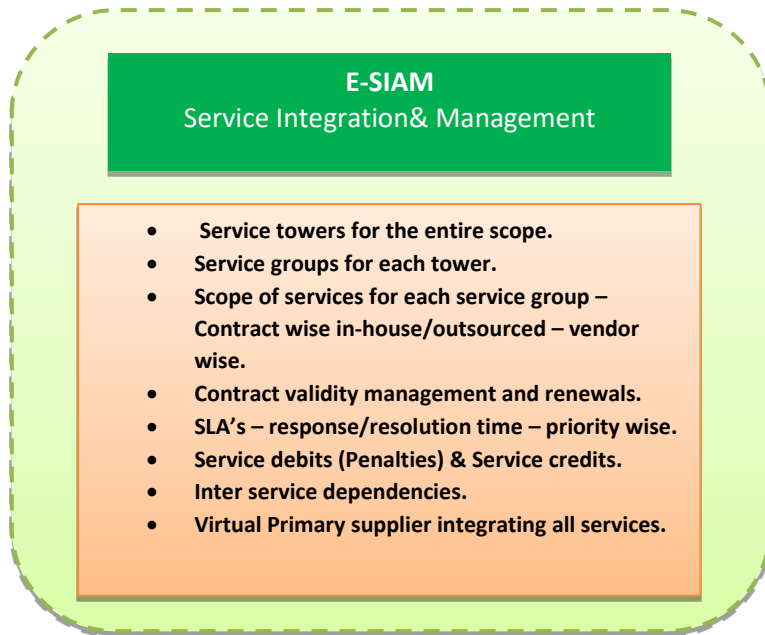 E-SIAM
Service Integration& Management
• Service towers for the entire scope.
• Service groups for each tower.
• Scope of services for each service group –
Contract wise in-house/outsourced – vendor
wise.
• Contract validity management and renewals.
• SLA's – response/resolution time – priority wise.
• Service debits (Penalties) & Service credits.
• Inter service dependencies.
• Virtual Primary supplier integrating all services.